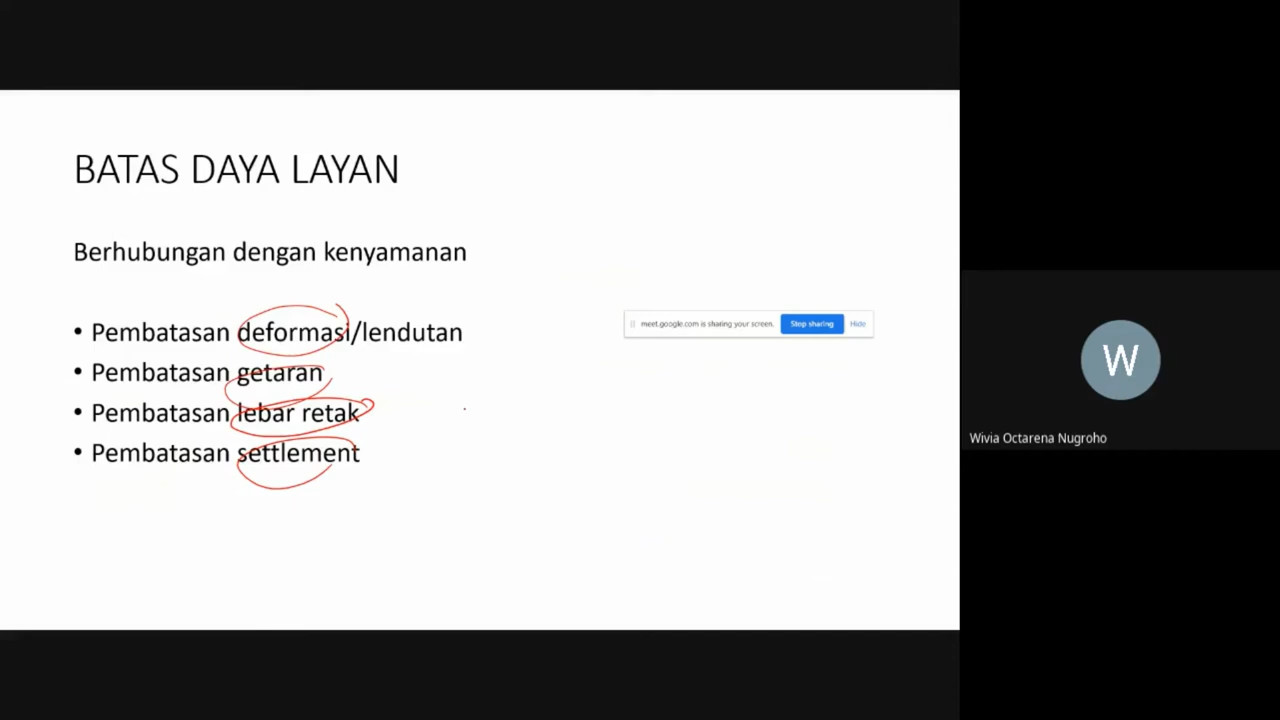 BATAS DAYA LAYAN
Berhubungan dengan kenyamanan
• Pembatasan deformasi/lendutan
• Pembatasan getaran
• Pembatasan lebar retak
• Pembatasan settlement
meet.google.com is sharing your screen. Stop sharing Hide
W
Wivia Octarena Nugroho